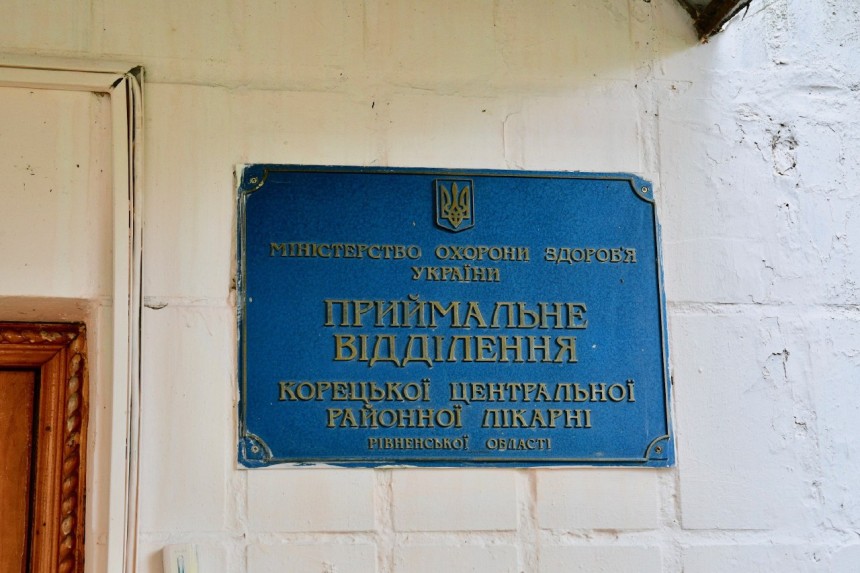 МІНІСТЕРСТВО ОХОРОНИ ЗДОРОВ'Я
УКРАЇНИ
ПРИЙМАЛЬНЕ
ВІДДІЛЕННЯ
КОРЕЦЬКОЇ ЦЕНТРАЛЬНОЇ
РАЙОННОЇ ЛІКАРНІ
РІВНЕНСЬКОЇ ОБЛАСТІ